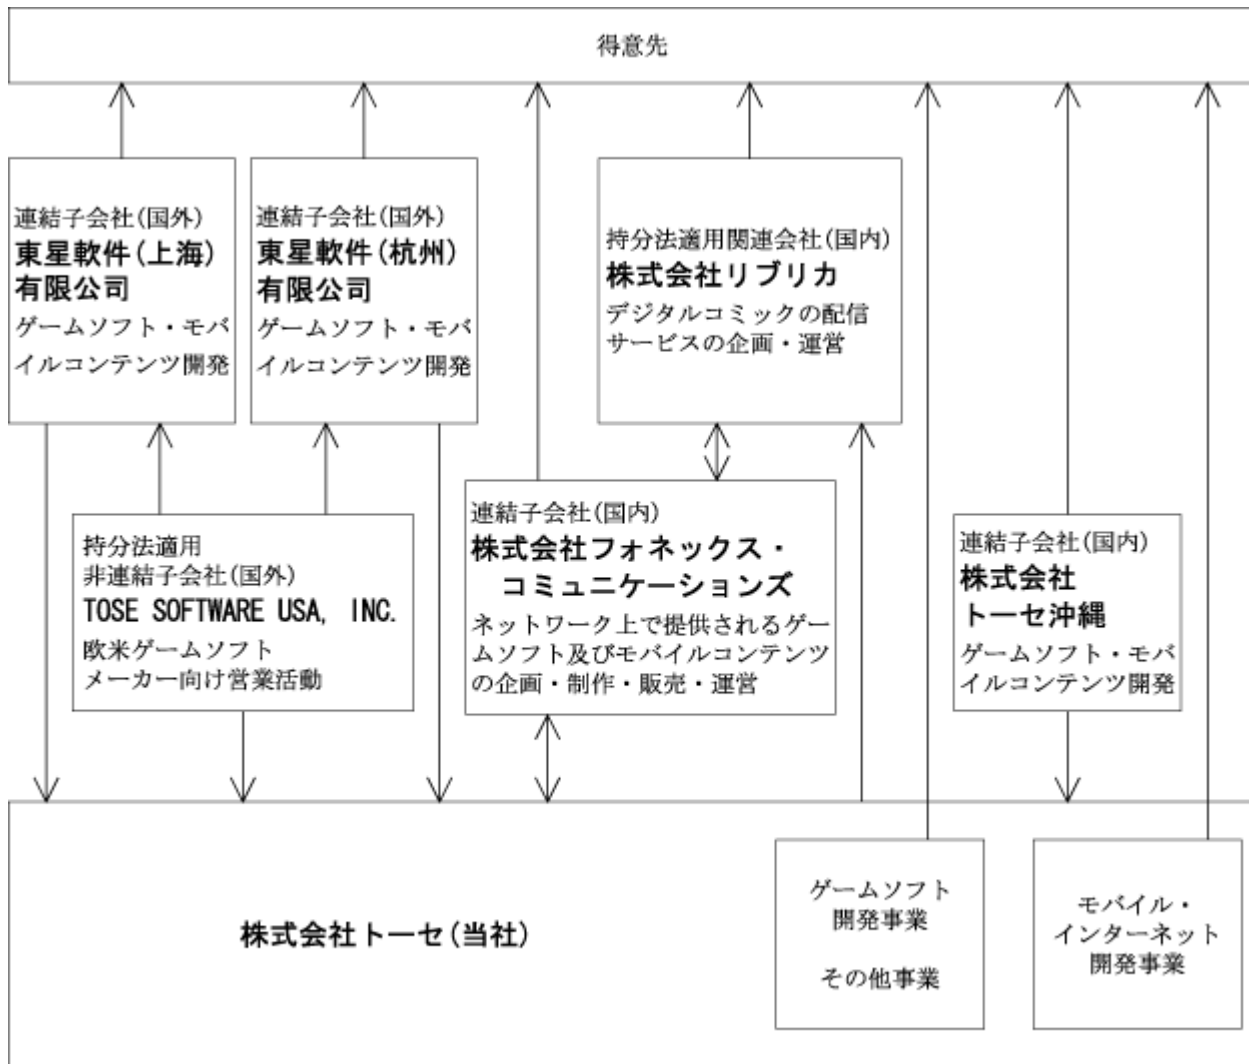 得意先
連結子会社(国外)
東星軟件(上海)
有限公司
ゲームソフト・モバ
イルコンテンツ開発
連結子会社(国外)
東星軟件(杭州)
有限公司
ゲームソフト・モバ
イルコンテンツ開発
持分法適用関連会社(国内)
株式会社リブリカ
デジタルコミックの配信
サービスの企画・運営
持分法適用
非連結子会社(国外)
TOSE SOFTWARE USA, INC.
欧米ゲームソフト
メーカー向け営業活動
連結子会社(国内)
株式会社フォネックス・
コミュニケーションズ
ネットワーク上で提供されるゲー
ムソフト及びモバイルコンテンツ
の企画・制作・販売・運営
連結子会社(国内)
株式会社
トーセ沖縄
ゲームソフト・モバ
イルコンテンツ開発
株式会社トーセ(当社)
ゲームソフト
開発事業
その他事業
モバイル・
インターネット
開発事業